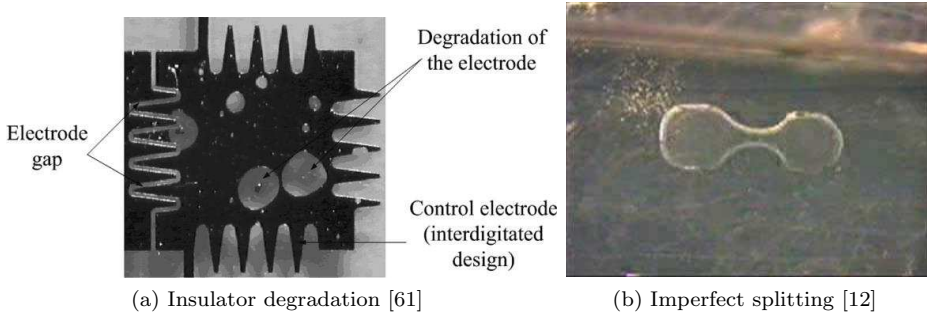 Degradation of
the electrode
Electrode
gap
Control electrode
(interdigitated
design)
(a) Insulator degradation [61]
(b) Imperfect splitting [12]